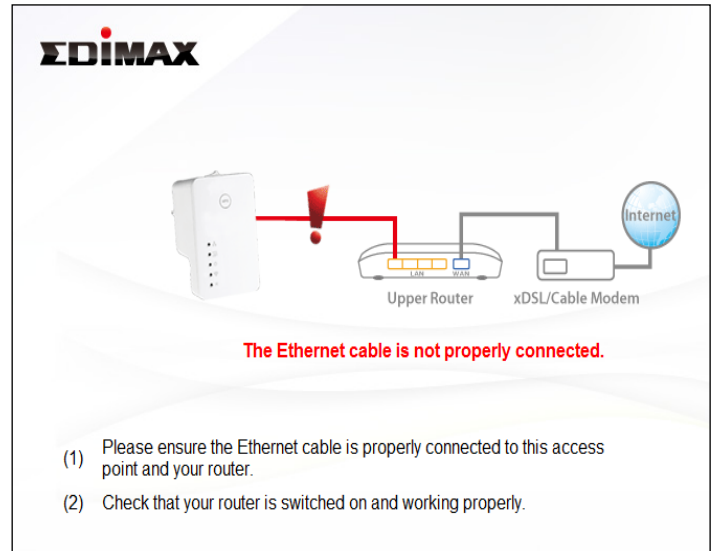 EDIMAX
Internet
LAN
WAN
Upper Router
xDSL/Cable Modem
The Ethernet cable is not properly connected.
(1) Please ensure the Ethernet cable is properly connected to this access
point and your router.
(2) Check that your router is switched on and working properly.